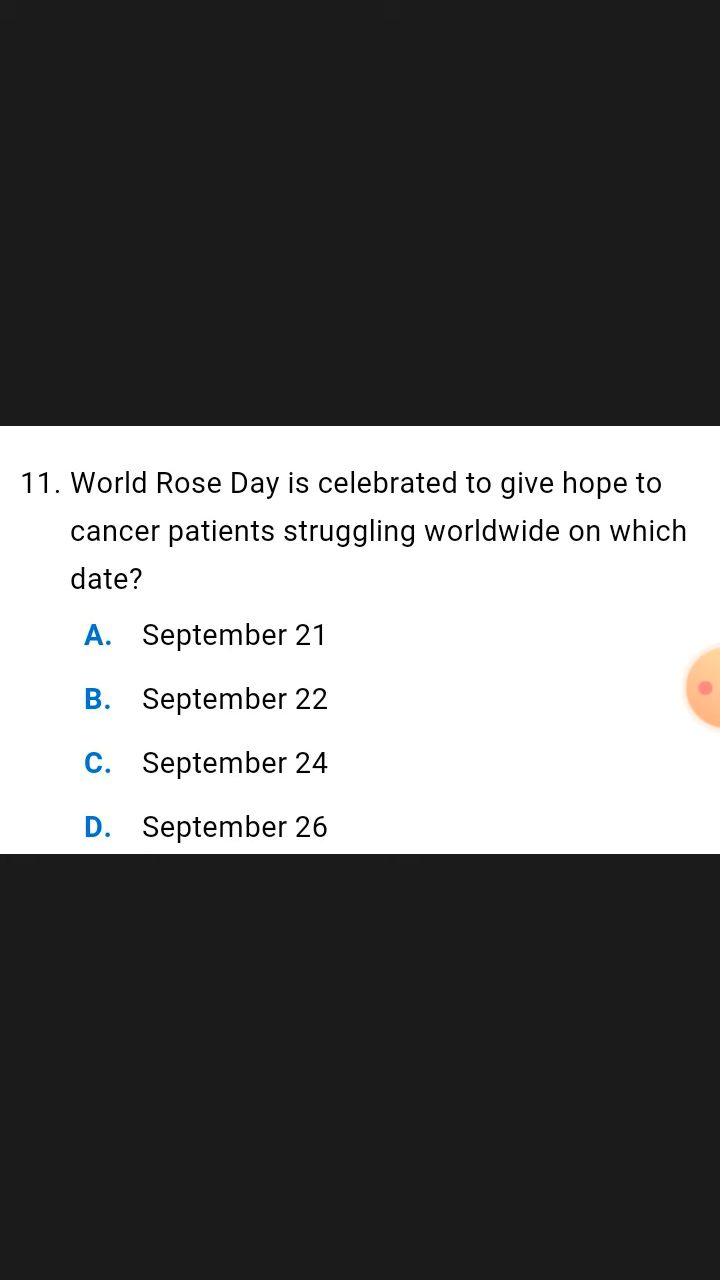 11. World Rose Day is celebrated to give hope to
cancer patients struggling worldwide on which
date?
A. September 21
B. September 22
C. September 24
D. September 26